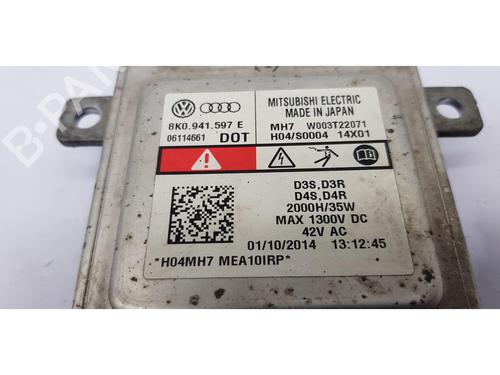 8K0.941.597 E
06114661 DOT
MITSUBISHI ELECTRIC
MADE IN JAPAN
MH7 W003T22071
H04/S0004 14X01
D3S,D3R
D4S,D4R
2000H/35W
MAX 1300V DC
42V AC
01/10/2014 13:12:45
*H04MH7 MEA10IRP*
B-PARTS